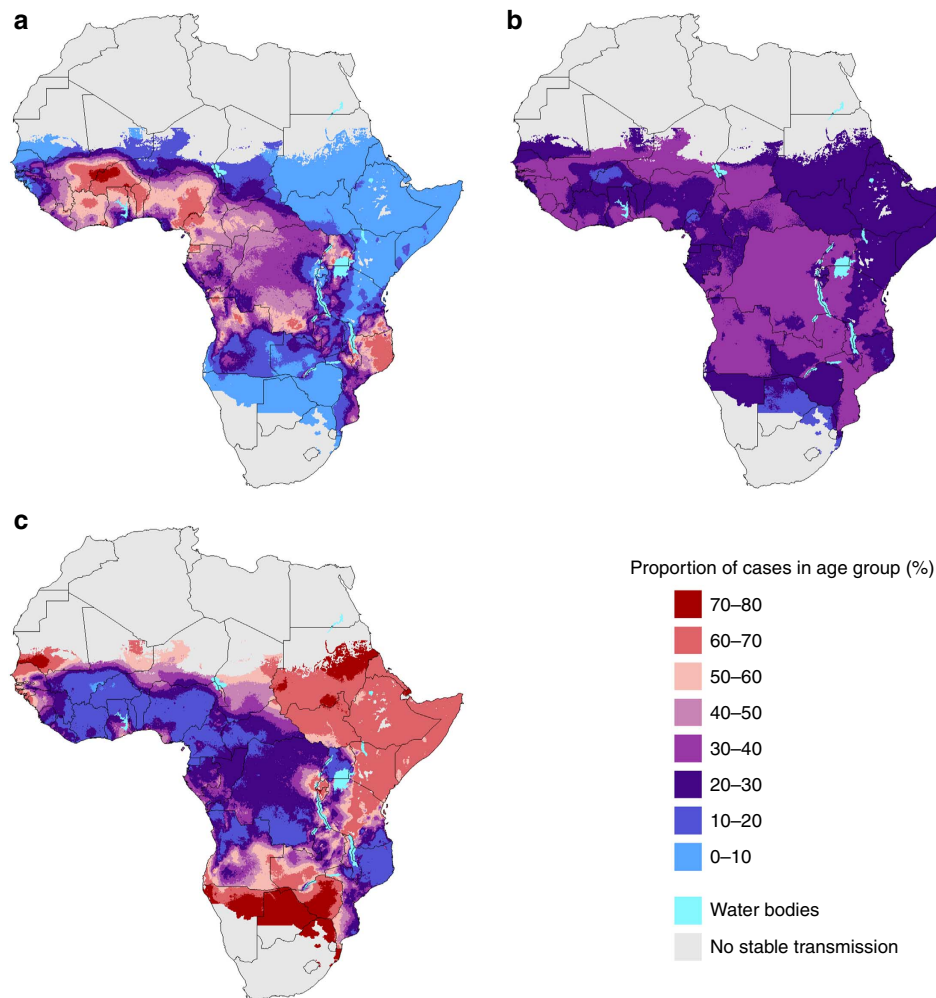 a
b
c
Proportion of cases in age group (%)
70–80
60–70
50–60
40–50
30–40
20–30
10–20
0–10
Water bodies
No stable transmission